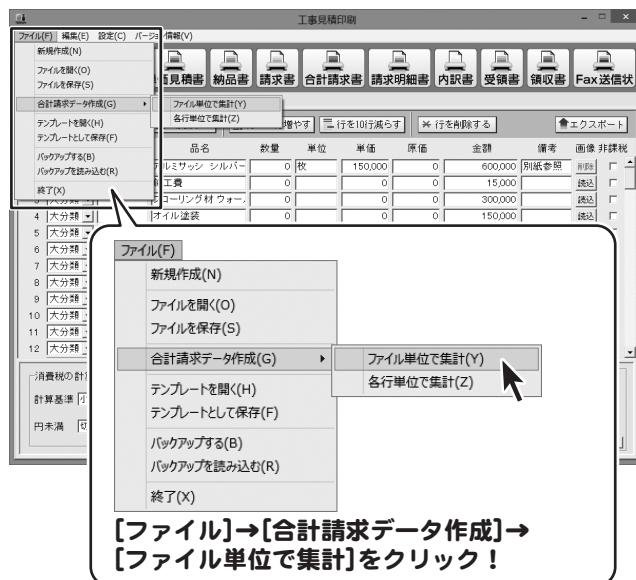 工事見積印刷
ファイル(F) 編集(E) 設定(C) バージョン情報(V)
新規作成(N)
ファイルを開く(O)
ファイルを保存(S)
合計請求データ作成(G)
テンプレートを開く(H)
テンプレートとして保存(F)
バックアップする(B)
バックアップを読み込む(R)
終了(X)
ファイル単位で集計(Y)
各行単位で集計(Z)
見積書 納品書 請求書 合計請求書 請求明細書 内訳書 受領書 領収書 Fax送信状
増やす 行を10行減らす 行を削除する エクスポート
品名 数量 単位 単価 原価 金額 備考 画像 非課税
ルミサッシ シルバー 0 枚 150,000 0 600,000 別紙参照 削除
工費 0 0 15,000 読込
3 大分類 ローリング材 ウォー 0 0 300,000 読込
4 大分類 オイル塗装 0 0 150,000
5 大分類
6 大分類
7 大分類
8 大分類
9 大分類
10 大分類
11 大分類
12 大分類
消費税の計
計算基準
円未満 切
ファイル(F)
新規作成(N)
ファイルを開く(O)
ファイルを保存(S)
合計請求データ作成(G)
ファイル単位で集計(Y)
各行単位で集計(Z)
テンプレートを開く(H)
テンプレートとして保存(F)
バックアップする(B)
バックアップを読み込む(R)
終了(X)
[ファイル]→[合計請求データ作成]→
[ファイル単位で集計]をクリック！